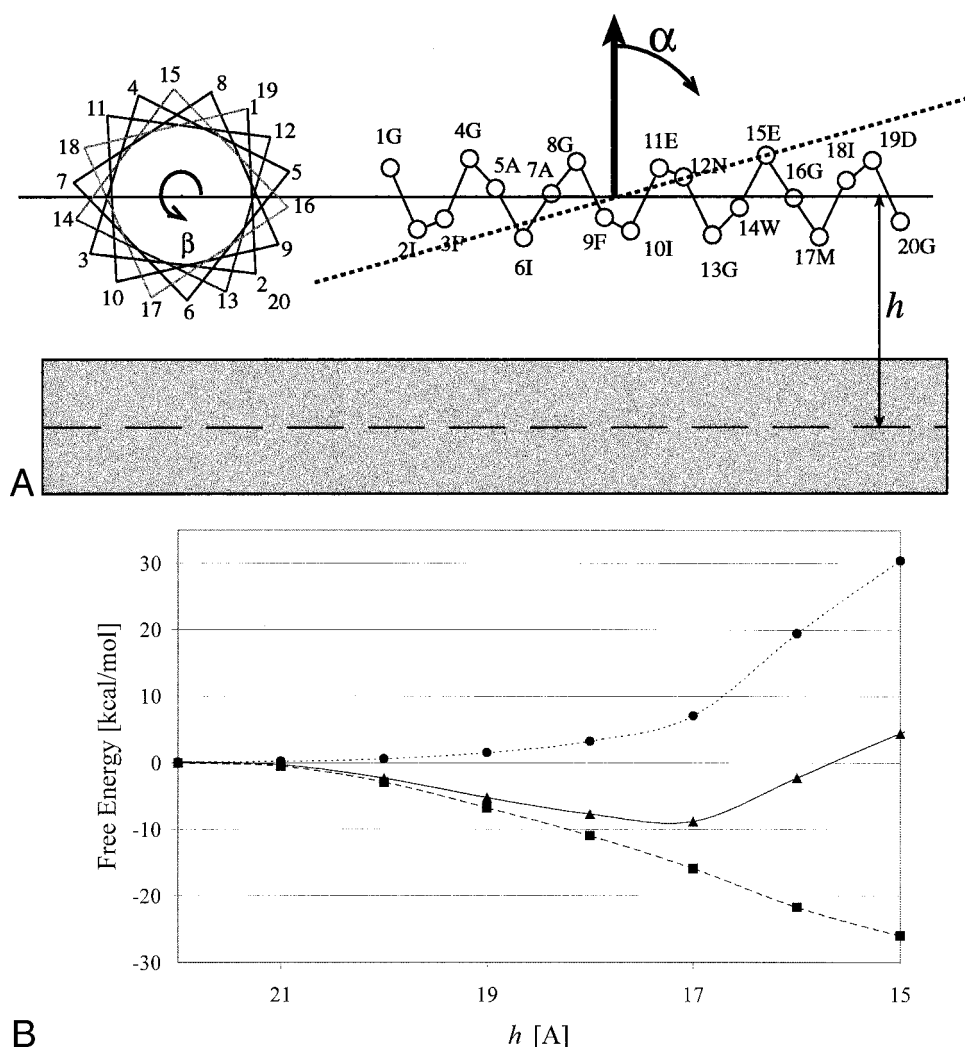 α
15
4
8
19
11
1
12
18
5
7
16
14
3
9
10
2
17
6
13
20
β
1G
4G
8G
11E
15E
19D
5A
7A
12N
16G
18I
2I
3F
6I
9F
10I
13G
14W
17M
20G
h
A
30
20
10
0
-10
-20
-30
Free Energy [kcal/mol]
21
19
17
15
h [A]
B